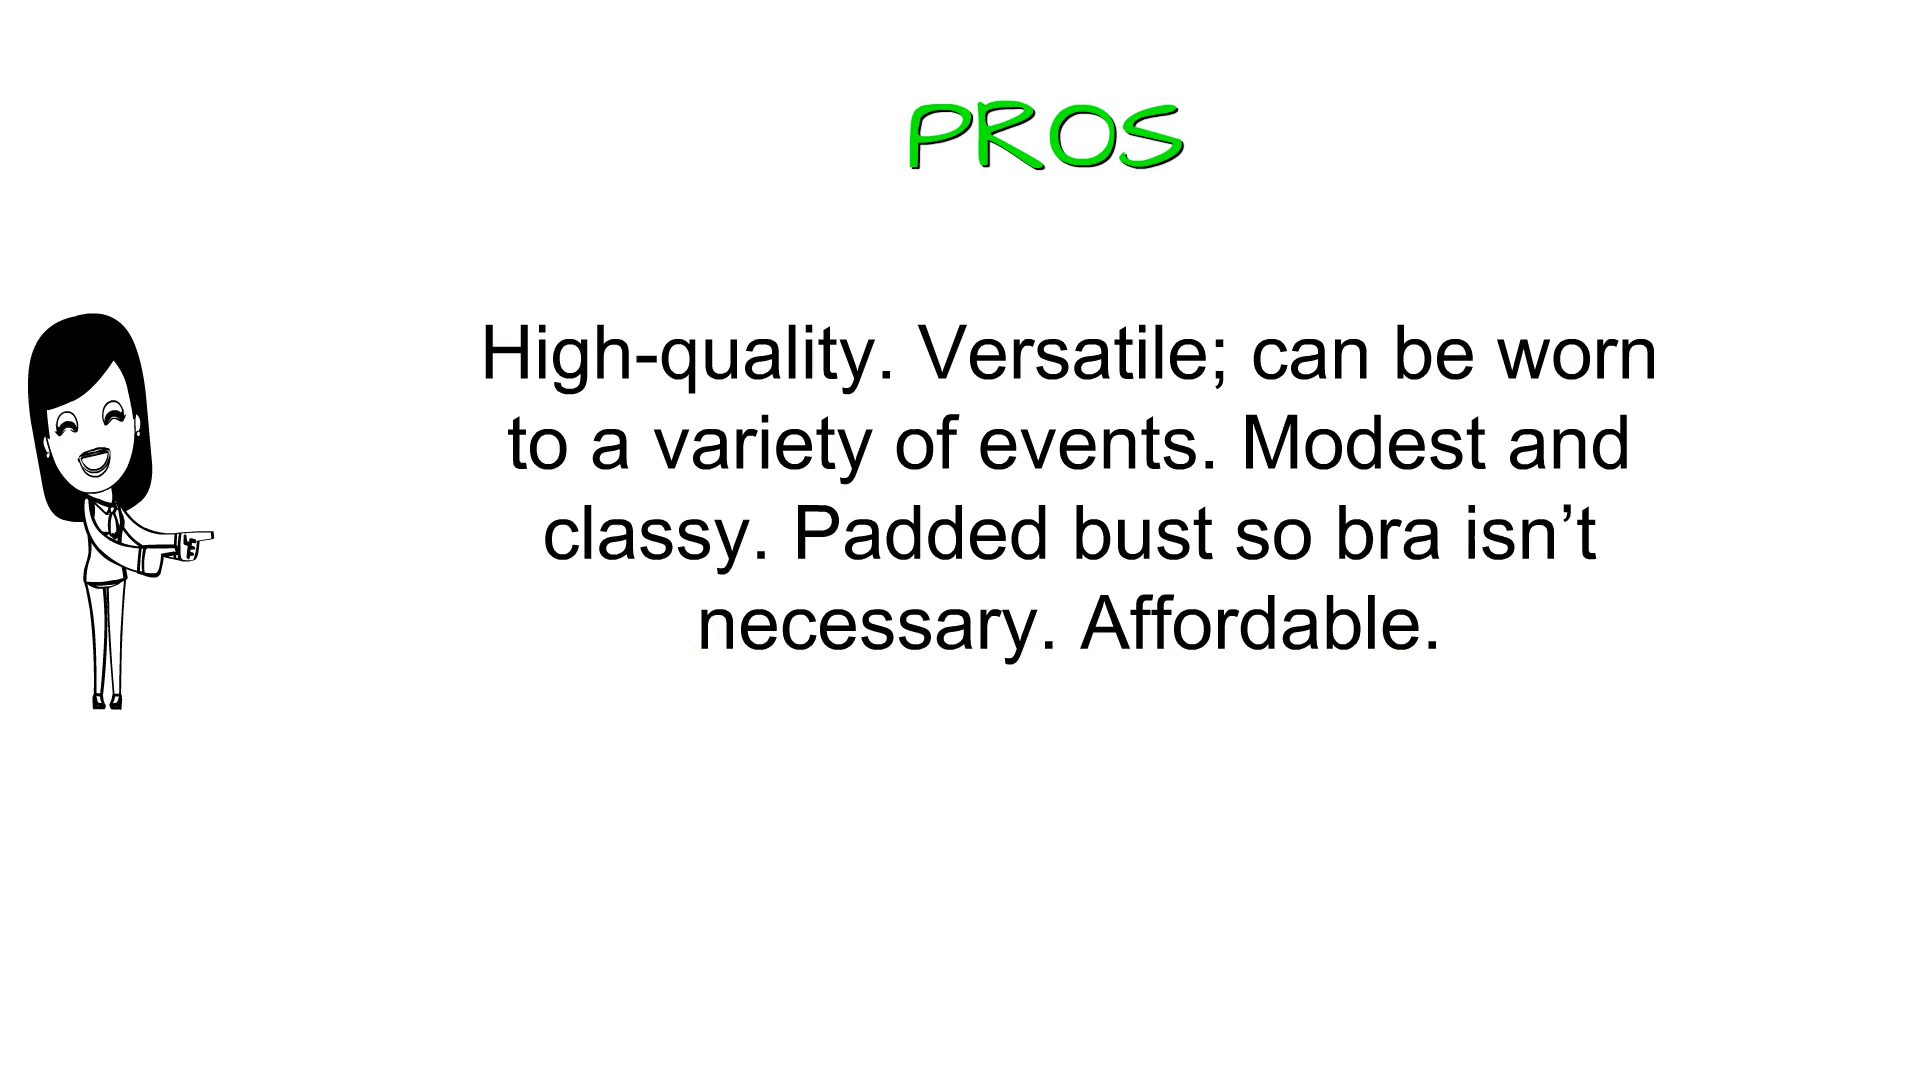 PROS
High-quality. Versatile; can be worn
to a variety of events. Modest and
classy. Padded bust so bra isn’t
necessary. Affordable.